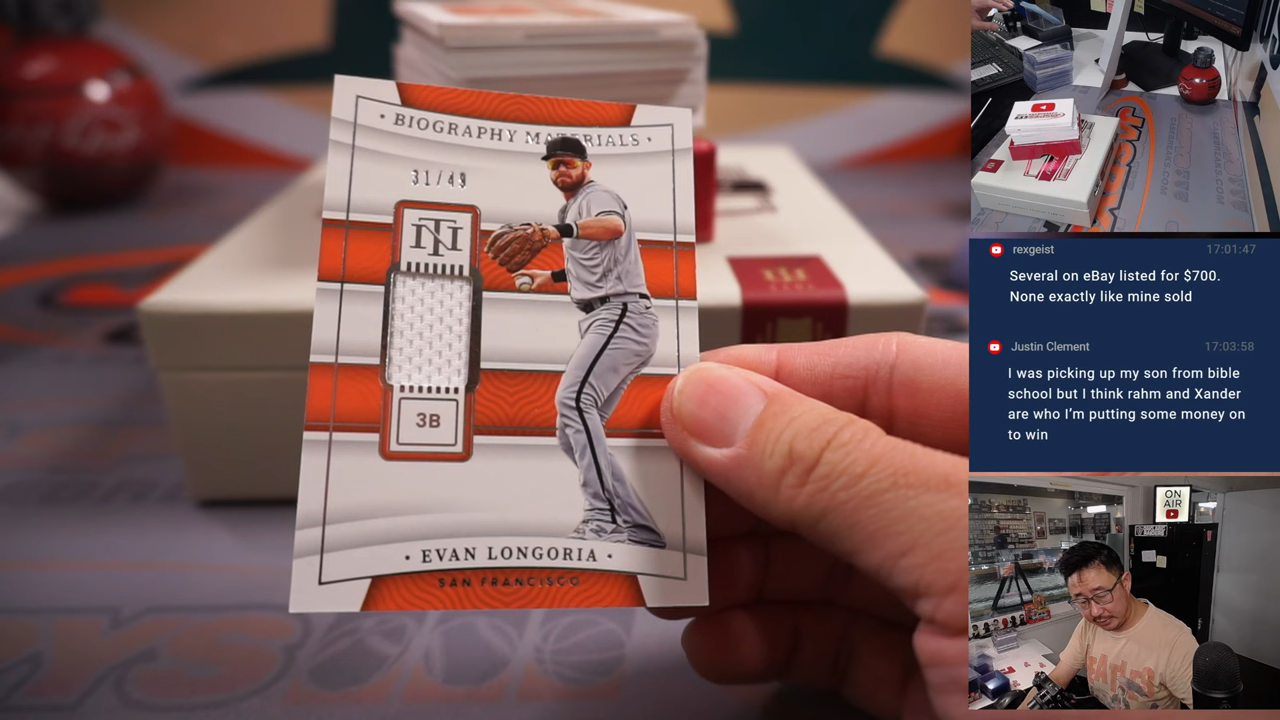 · BIOGRAPHY MATERIALS ·
31/49
3B
· EVAN LONGORIA ·
SAN FRANCISCO
rexgeist 17:01:47
Several on eBay listed for $700.
None exactly like mine sold
Justin Clement 17:03:58
I was picking up my son from bible
school but I think rahm and Xander
are who I’m putting some money on
to win
ON
AIR